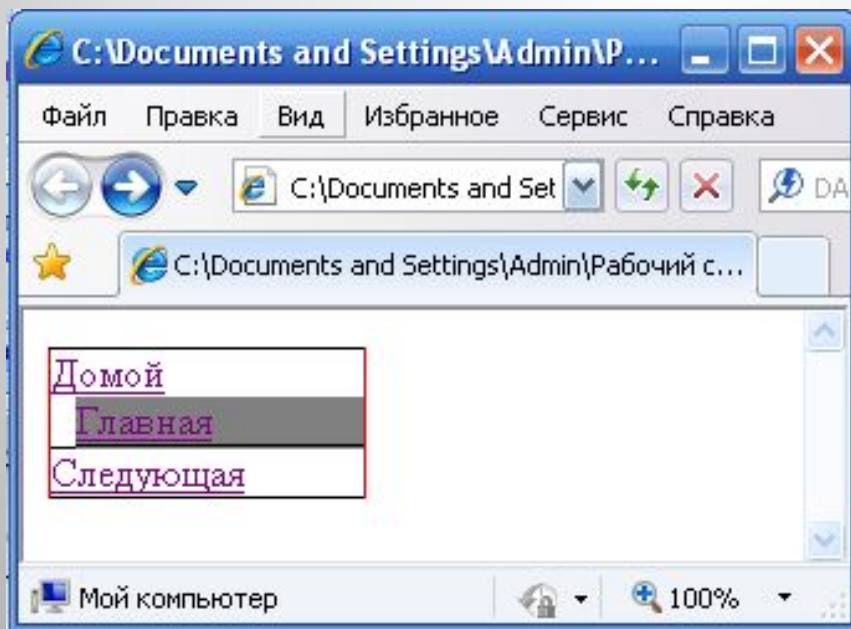 C:\Documents and Settings\Admin\Р...
Файл Правка Вид Избранное Сервис Справка
C:\Documents and Set DA
C:\Documents and Settings\Admin\Рабочий с...
Домой
Главная
Следующая
Мой компьютер 100%